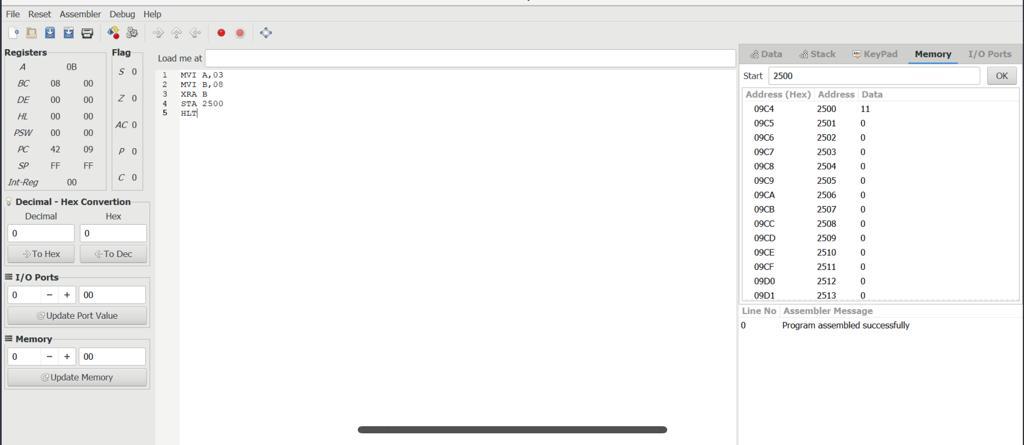 File Reset Assembler Debug Help
Registers
A 0B
BC 08 00
DE 00 00
HL 00 00
PSW 00 00
PC 42 09
SP FF FF
Int-Reg 00
Flag
S 0
Z 0
AC 0
P 0
C 0
Decimal - Hex Convertion
Decimal Hex
0 0
To Hex To Dec
I/O Ports
0 - + 00
Update Port Value
Memory
0 - + 00
Update Memory
Load me at
1 MVI A,03
2 MVI B,08
3 XRA B
4 STA 2500
5 HLT
Data Stack KeyPad Memory I/O Ports
Start 2500 OK
Address (Hex) Address Data
09C4 2500 11
09C5 2501 0
09C6 2502 0
09C7 2503 0
09C8 2504 0
09C9 2505 0
09CA 2506 0
09CB 2507 0
09CC 2508 0
09CD 2509 0
09CE 2510 0
09CF 2511 0
09D0 2512 0
09D1 2513 0
Line No Assembler Message
0 Program assembled successfully